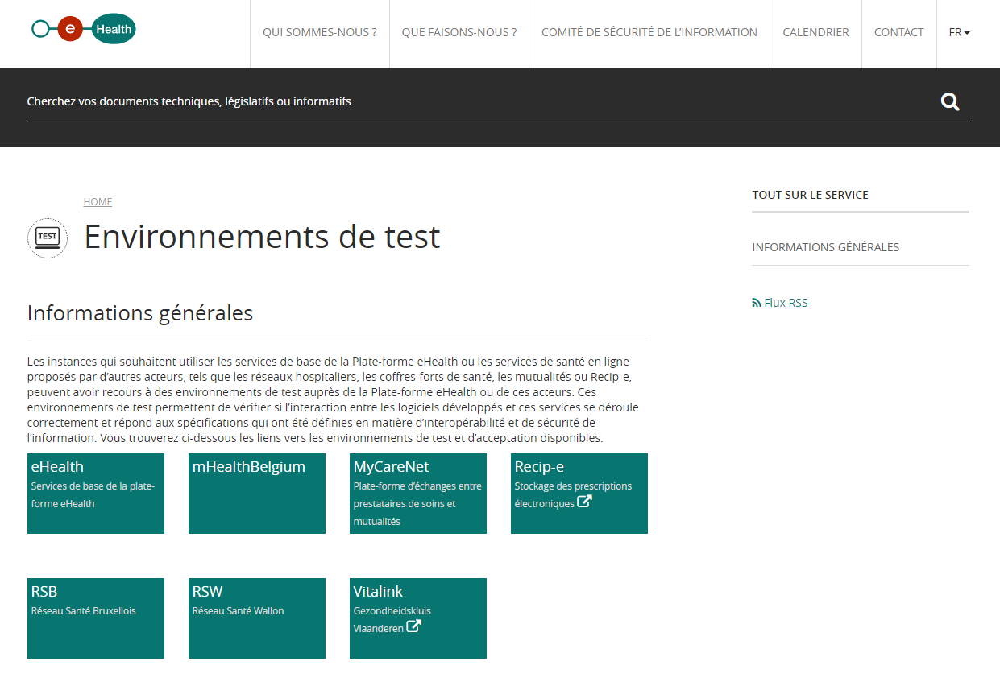 e Health
QUI SOMMES-NOUS ?
QUE FAISONS-NOUS ?
COMITÉ DE SÉCURITÉ DE L’INFORMATION
CALENDRIER
CONTACT
FR
Cherchez vos documents techniques, législatifs ou informatifs
HOME
TEST
Environnements de test
Informations générales
Les instances qui souhaitent utiliser les services de base de la Plate-forme eHealth ou les services de santé en ligne
proposés par d’autres acteurs, tels que les réseaux hospitaliers, les coffres-forts de santé, les mutualités ou Recip-e,
peuvent avoir recours à des environnements de test auprès de la Plate-forme eHealth ou de ces acteurs. Ces
environnements de test permettent de vérifier si l’interaction entre les logiciels développés et ces services se déroule
correctement et répond aux spécifications qui ont été définies en matière d’interopérabilité et de sécurité de
l’information. Vous trouverez ci-dessous les liens vers les environnements de test et d’acceptation disponibles.
eHealth
Services de base de la plate-
forme eHealth
mHealthBelgium
MyCareNet
Plate-forme d’échanges entre
prestataires de soins et
mutualités
Recip-e
Stockage des prescriptions
électroniques
RSB
Réseau Santé Bruxellois
RSW
Réseau Santé Wallon
Vitalink
Gezondheidskluis
Vlaanderen
TOUT SUR LE SERVICE
INFORMATIONS GÉNÉRALES
Flux RSS